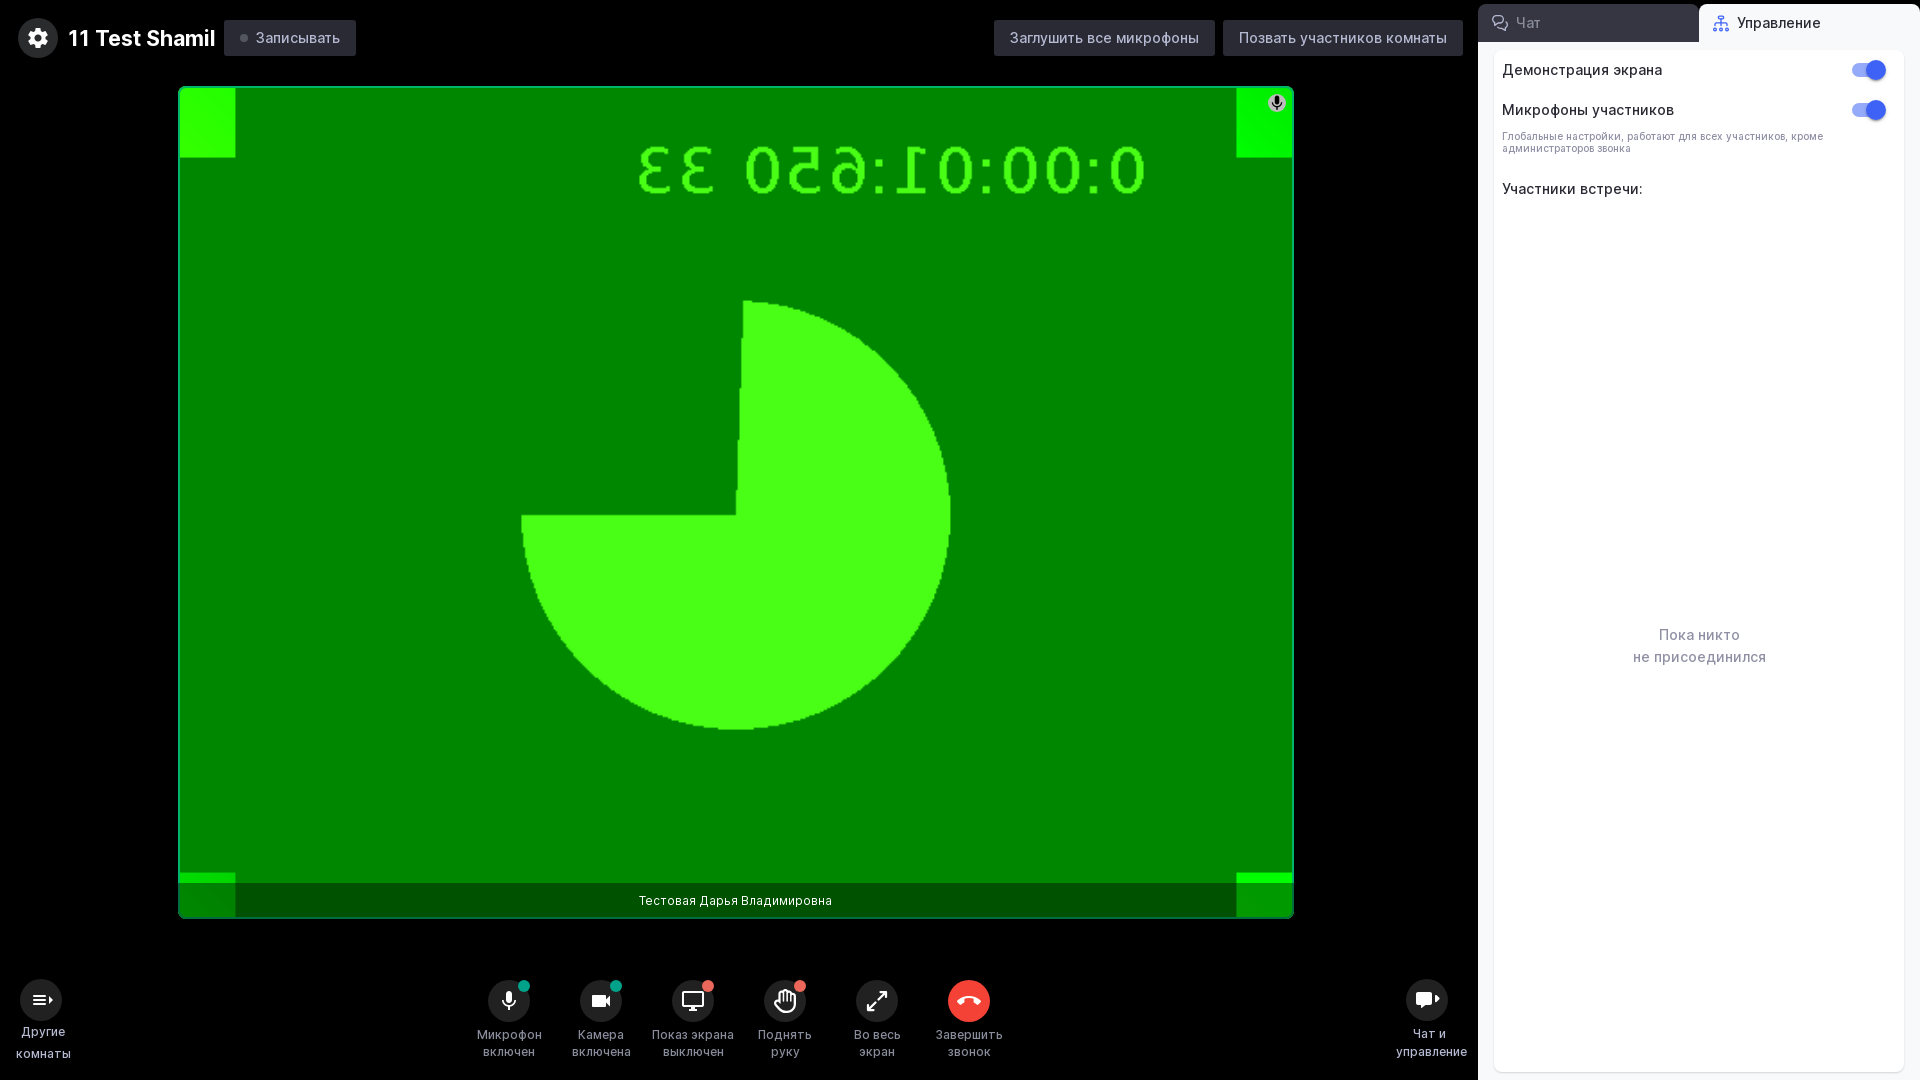 11 Test Shamil
Записывать
Заглушить все микрофоны
Позвать участников комнаты
Чат
Управление
Демонстрация экрана
Микрофоны участников
Глобальные настройки, работают для всех участников, кроме
администраторов звонка
Участники встречи:
0:00:01:650 33
Пока никто
не присоединился
Тестовая Дарья Владимировна
Другие
комнаты
Микрофон
включен
Камера
включена
Показ экрана
выключен
Поднять
руку
Во весь
экран
Завершить
звонок
Чат и
управление